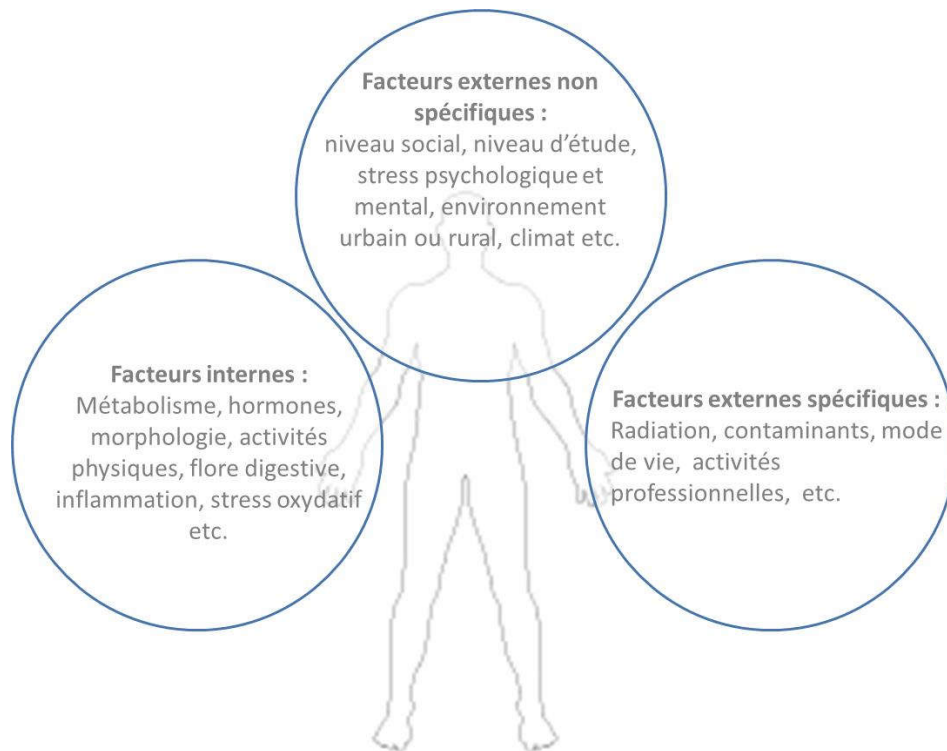 Facteurs externes non
spécifiques :
niveau social, niveau d’étude,
stress psychologique et
mental, environnement
urbain ou rural, climat etc.
Facteurs internes :
Métabolisme, hormones,
morphologie, activités
physiques, flore digestive,
inflammation, stress oxydatif
etc.
Facteurs externes spécifiques :
Radiation, contaminants, mode
de vie,  activités
professionnelles,  etc.